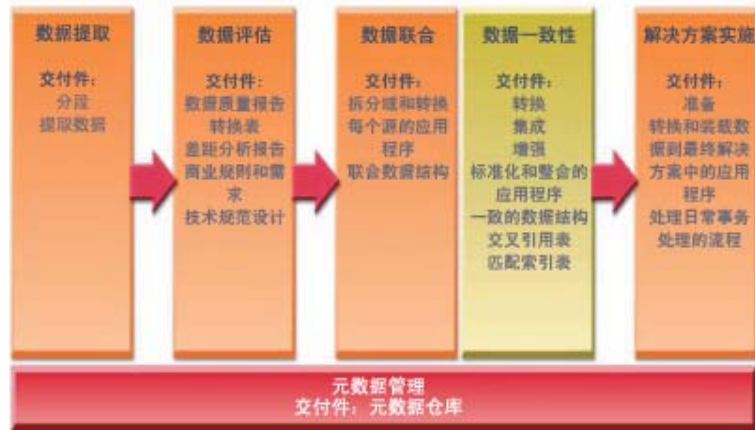 数据提取
交付件：
分段
提取数据
数据评估
交付件：
数据质量报告
转换表
差距分析报告
商业规则和需
求
技术规范设计
数据联合
交付件：
拆分域和转换
每个源的应用
程序
联合数据结构
数据一致性
交付件：
转换
集成
增强
标准化和整合的
应用程序
一致的数据结构
交叉引用表
匹配索引表
解决方案实施
交付件：
准备
转换和装载数
据到最终解决
方案中的应用
程序
处理日常事务
处理的流程
元数据管理
交付件：元数据仓库